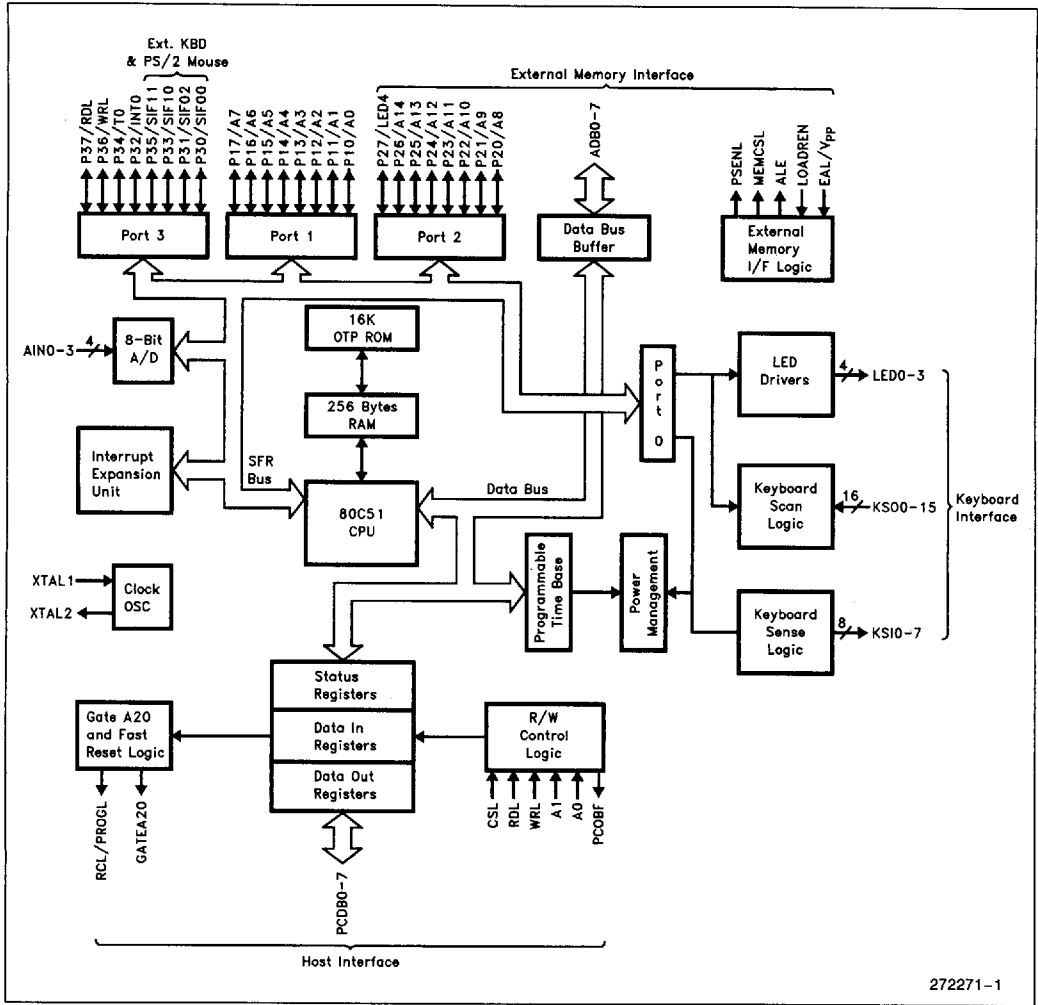 Ext. KBD
& PS/2 Mouse
External Memory Interface
P37/RDL
P36/WRL
P34/T0
P32/INT0
P35/SIF11
P33/SIF10
P31/SIF02
P30/SIF00
P17/A7
P16/A6
P15/A5
P14/A4
P13/A3
P12/A2
P11/A1
P10/A0
P27/LED4
P26/A14
P25/A13
P24/A12
P23/A11
P22/A10
P21/A9
P20/A8
ADB0-7
PSENL
MEMCSL
ALE
LOADREN
EAL/VPP
Port 3
Port 1
Port 2
Data Bus
Buffer
External
Memory
I/F Logic
AIN0-3
4
8-Bit
A/D
16K
OTP ROM
256 Bytes
RAM
Port 0
LED
Drivers
4
LED0-3
Interrupt
Expansion
Unit
SFR
Bus
80C51
CPU
Data Bus
Keyboard
Scan
Logic
16
KSO0-15
Keyboard
Interface
XTAL1
XTAL2
Clock
OSC
Programmable
Time Base
Power
Management
Keyboard
Sense
Logic
8
KSI0-7
Status
Registers
Gate A20
and Fast
Reset Logic
Data In
Registers
R/W
Control
Logic
Data Out
Registers
RCL/PROGL
GATEA20
CSL
RDL
WRL
A1
A0
PCOBF
PCDB0-7
Host Interface
272271-1